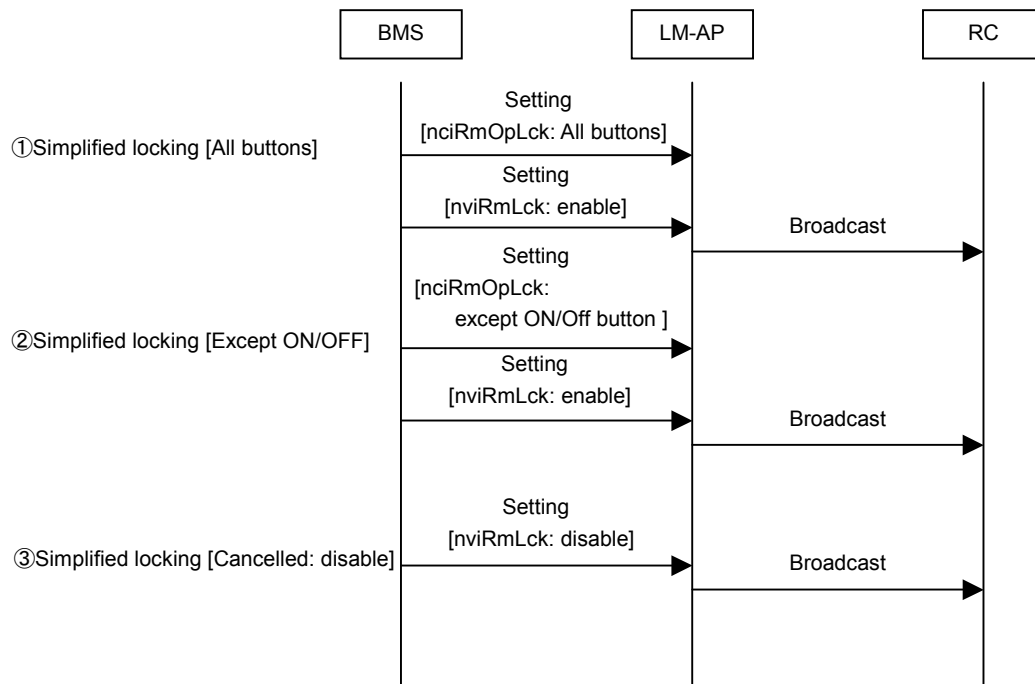 BMS
LM-AP
RC
Setting
[nciRmOpLck: All buttons]
①Simplified locking [All buttons]
Setting
[nviRmLck: enable]
Broadcast
Setting
[nciRmOpLck:
except ON/Off button ]
②Simplified locking [Except ON/OFF]
Setting
[nviRmLck: enable]
Broadcast
Setting
[nviRmLck: disable]
③Simplified locking [Cancelled: disable]
Broadcast